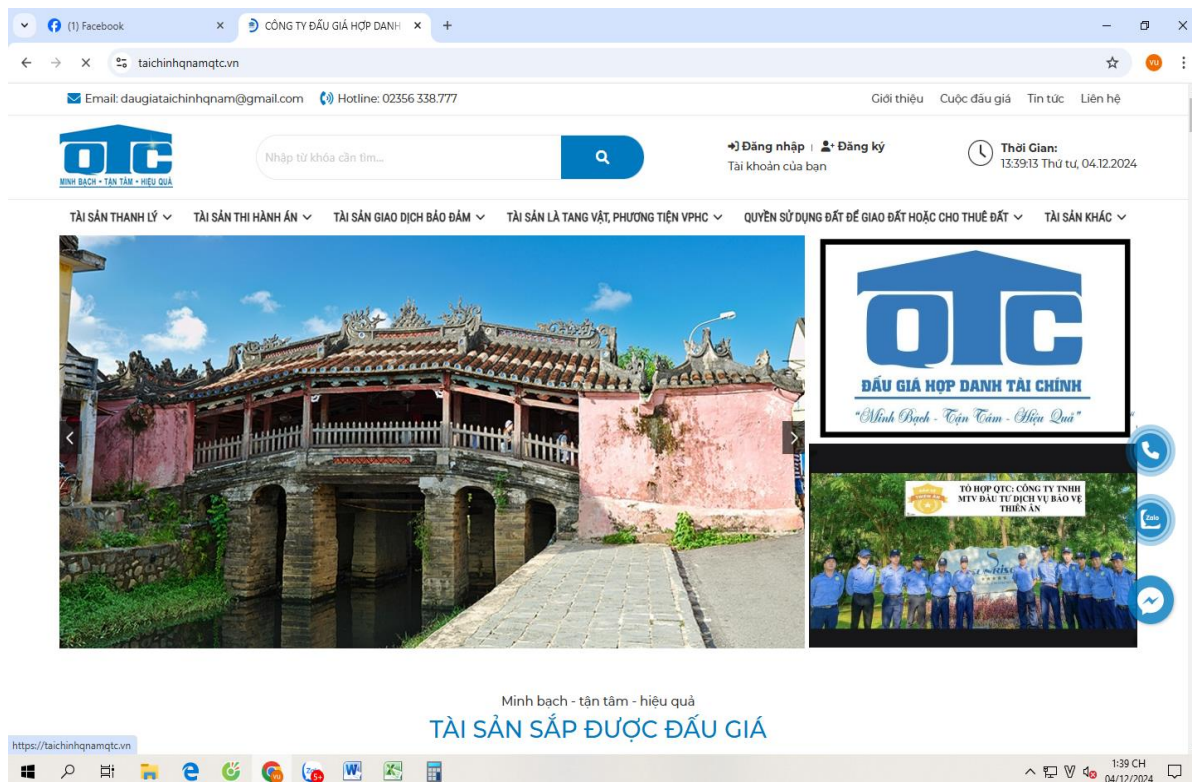 (1) Facebook
CÔNG TY ĐẤU GIÁ HỢP DANH
taichinhqnamqtc.vn
vu
Email: daugiataichinhqnam@gmail.com
Hotline: 02356 338.777
Giới thiệu Cuộc đấu giá Tin tức Liên hệ
QTC
MINH BẠCH - TẬN TÂM - HIỆU QUẢ
Nhập từ khóa cần tìm...
Đăng nhập | Đăng ký
Tài khoản của bạn
Thời Gian:
13:39:13 Thứ tư, 04.12.2024
TÀI SẢN THANH LÝ TÀI SẢN THI HÀNH ÁN TÀI SẢN GIAO DỊCH BẢO ĐẢM TÀI SẢN LÀ TANG VẬT, PHƯƠNG TIỆN VPHC QUYỀN SỬ DỤNG ĐẤT ĐỂ GIAO ĐẤT HOẶC CHO THUÊ ĐẤT TÀI SẢN KHÁC
QTC
ĐẤU GIÁ HỢP DANH TÀI CHÍNH
"Minh Bạch - Tận Tâm - Hiệu Quả"
TỔ HỢP QTC: CÔNG TY TNHH
MTV ĐẦU TƯ DỊCH VỤ BẢO VỆ
THIÊN ÂN
Zalo
Minh bạch - tận tâm - hiệu quả
TÀI SẢN SẮP ĐƯỢC ĐẤU GIÁ
https://taichinhqnamqtc.vn
5+
1:39 CH
04/12/2024